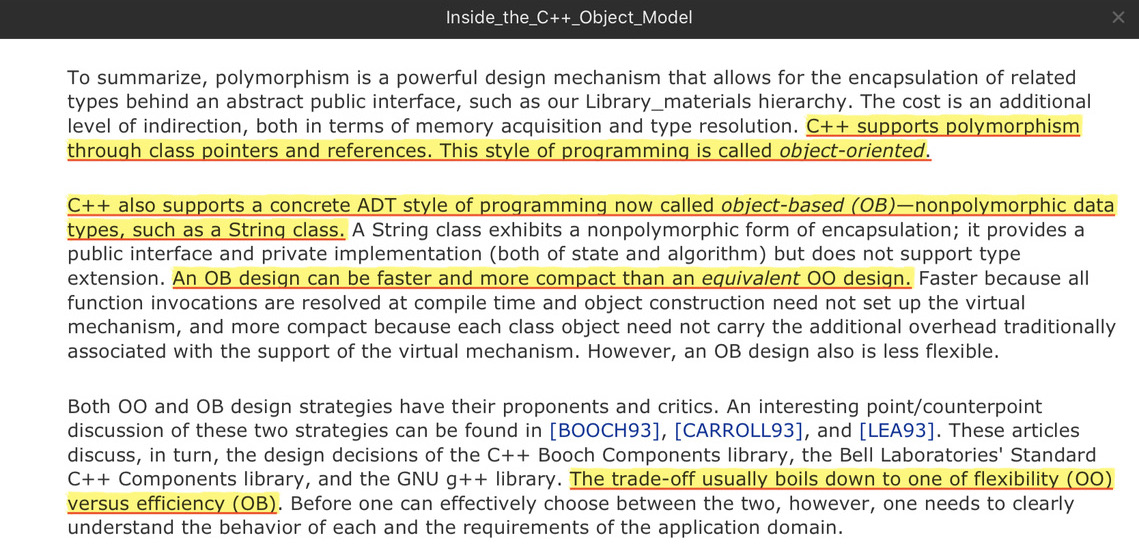 Inside_the_C++_Object_Model
To summarize, polymorphism is a powerful design mechanism that allows for the encapsulation of related
types behind an abstract public interface, such as our Library_materials hierarchy. The cost is an additional
level of indirection, both in terms of memory acquisition and type resolution. C++ supports polymorphism
through class pointers and references. This style of programming is called object-oriented.
C++ also supports a concrete ADT style of programming now called object-based (OB)—nonpolymorphic data
types, such as a String class. A String class exhibits a nonpolymorphic form of encapsulation; it provides a
public interface and private implementation (both of state and algorithm) but does not support type
extension. An OB design can be faster and more compact than an equivalent OO design. Faster because all
function invocations are resolved at compile time and object construction need not set up the virtual
mechanism, and more compact because each class object need not carry the additional overhead traditionally
associated with the support of the virtual mechanism. However, an OB design also is less flexible.
Both OO and OB design strategies have their proponents and critics. An interesting point/counterpoint
discussion of these two strategies can be found in [BOOCH93], [CARROLL93], and [LEA93]. These articles
discuss, in turn, the design decisions of the C++ Booch Components library, the Bell Laboratories' Standard
C++ Components library, and the GNU g++ library. The trade-off usually boils down to one of flexibility (OO)
versus efficiency (OB). Before one can effectively choose between the two, however, one needs to clearly
understand the behavior of each and the requirements of the application domain.